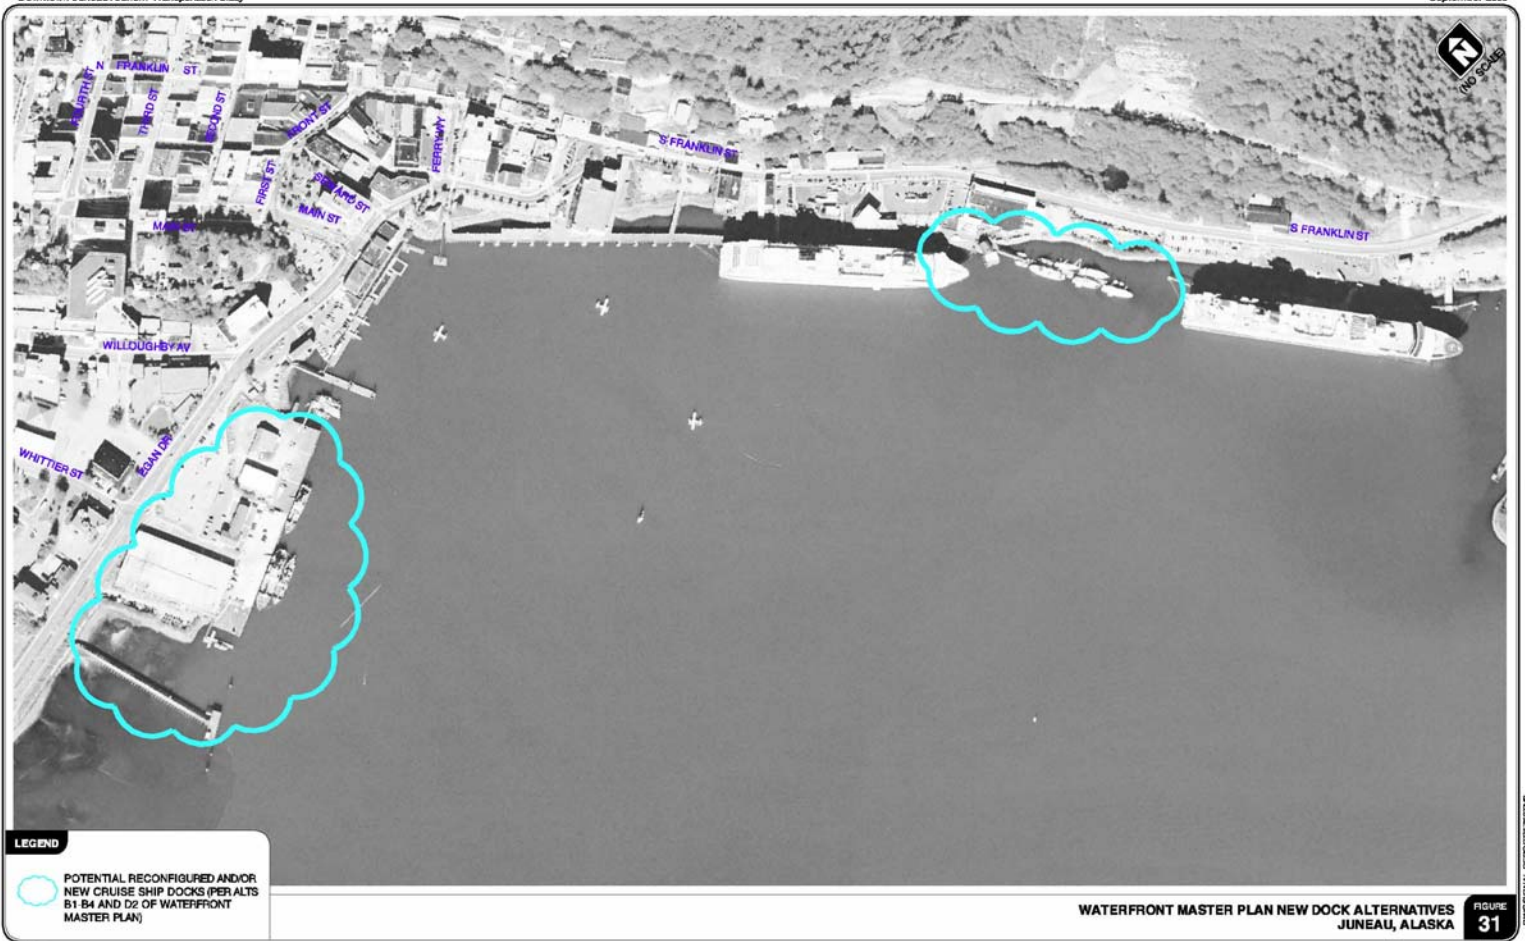 N FRANKLIN ST
FOURTH ST
THIRD ST
SECOND ST
FRONT ST
FERRY WY
S FRANKLIN ST
FIRST ST
SEWARD ST
MAIN ST
MAIN ST
S FRANKLIN ST
WILLOUGHBY AV
EGAN DR
WHITTIER ST
N
(NO SCALE)
LEGEND
POTENTIAL RECONFIGURED AND/OR
NEW CRUISE SHIP DOCKS (PER ALTS
B1-B4 AND D2 OF WATERFRONT
MASTER PLAN)
WATERFRONT MASTER PLAN NEW DOCK ALTERNATIVES
JUNEAU, ALASKA
FIGURE
31